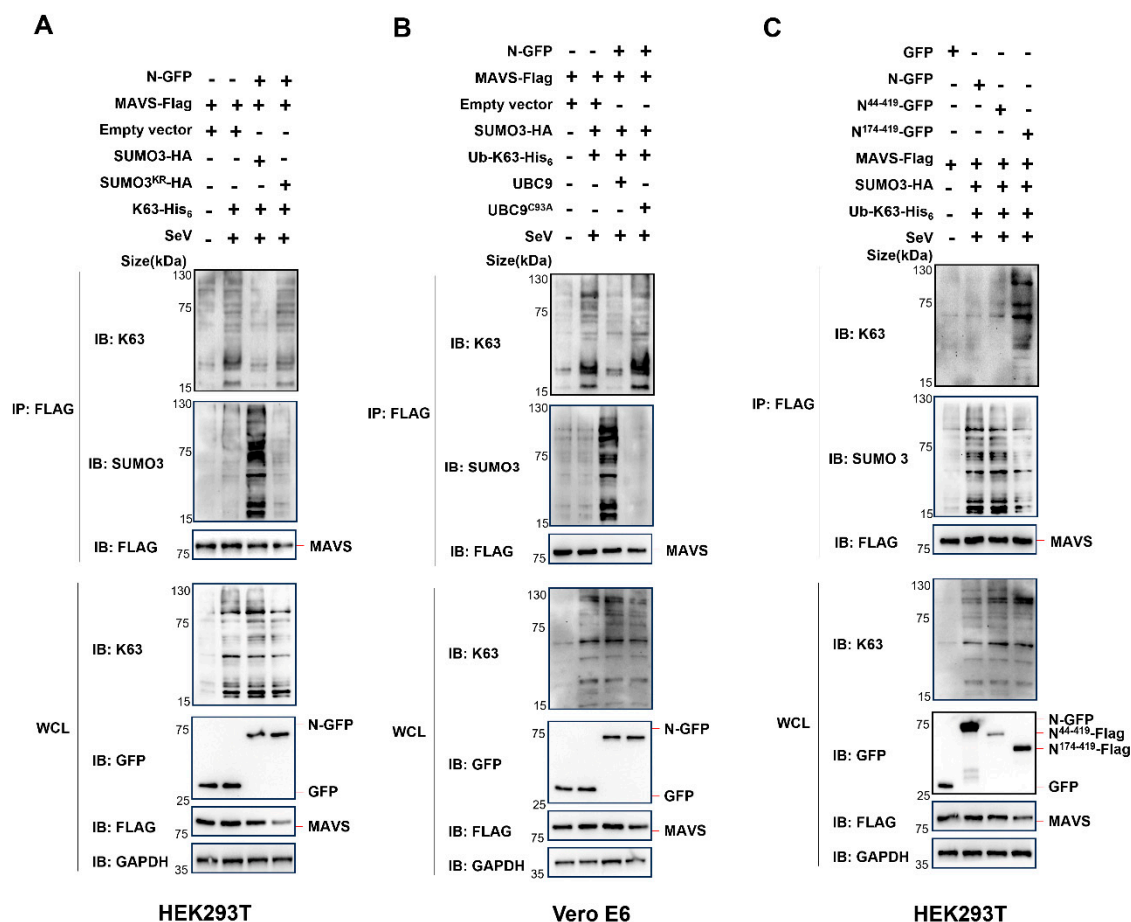 A
N-GFP - - + +
MAVS-Flag + + + +
Empty vector + + - -
SUMO3-HA - - + -
SUMO3KR-HA - - - +
K63-His6 - + + +
SeV - + + +
Size(kDa)
IP: FLAG
130
75
IB: K63
15
130
75
IB: SUMO3
15
IB: FLAG 75 MAVS
WCL
130
75
IB: K63
15
75 N-GFP
IB: GFP
25 GFP
IB: FLAG 75 MAVS
IB: GAPDH 35
HEK293T
B
N-GFP - - + +
MAVS-Flag + + + +
Empty vector + + - -
SUMO3-HA - + + +
Ub-K63-His6 - + + +
UBC9 - - + -
UBC9C93A - - - +
SeV - + + +
Size(kDa)
IP: FLAG
130
75
IB: K63
15
130
75
IB: SUMO3
15
IB: FLAG 75 MAVS
WCL
130
75
IB: K63
15
75 N-GFP
IB: GFP
25 GFP
IB: FLAG 75 MAVS
IB: GAPDH 35
Vero E6
C
GFP + - - -
N-GFP - + - -
N44-419-GFP - - + -
N174-419-GFP - - - +
MAVS-Flag + + + +
SUMO3-HA - + + +
Ub-K63-His6 - + + +
SeV - + + +
Size(kDa)
IP: FLAG
130
75
IB: K63
15
130
75
IB: SUMO 3
15
IB: FLAG 75 MAVS
WCL
130
75
IB: K63
15
75 N-GFP
N44-419-Flag
IB: GFP N174-419-Flag
25 GFP
IB: FLAG 75 MAVS
IB: GAPDH 35
HEK293T